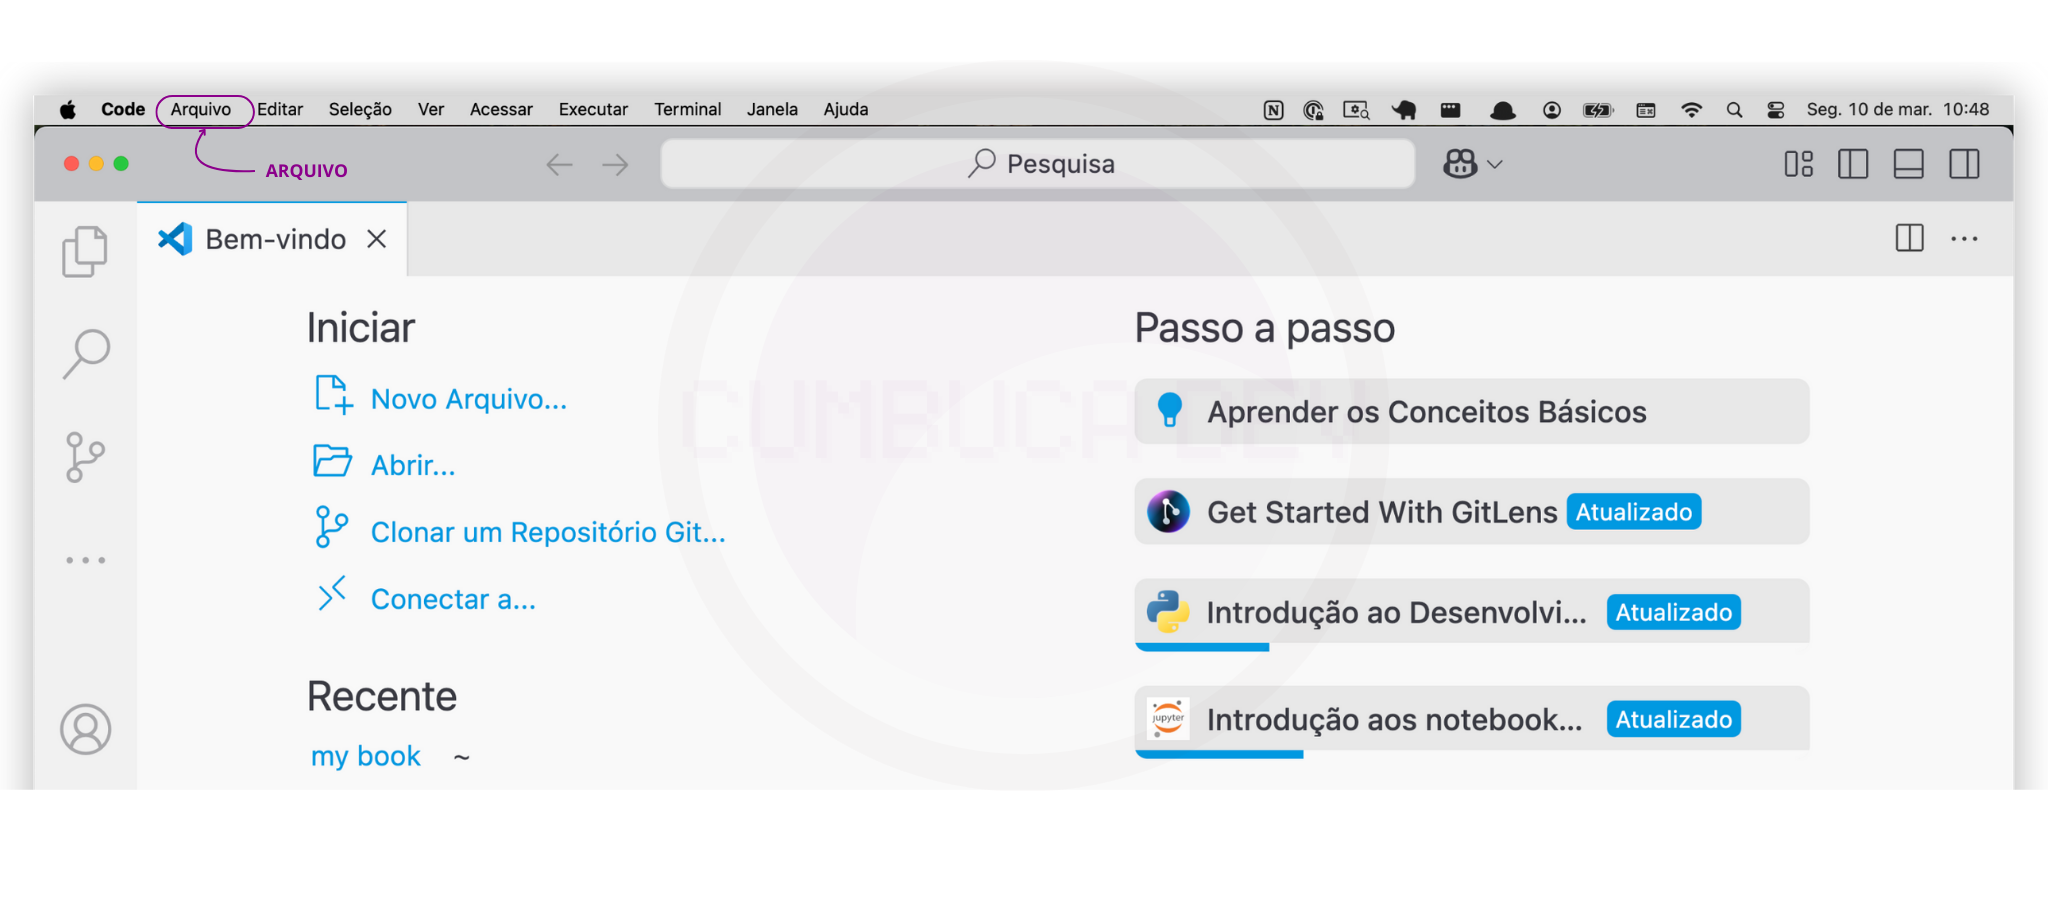 Code Arquivo Editar Seleção Ver Acessar Executar Terminal Janela Ajuda Seg. 10 de mar. 10:48
ARQUIVO
Pesquisa
Bem-vindo
Iniciar
Novo Arquivo...
Abrir...
Clonar um Repositório Git...
Conectar a...
Recente
my book ~
Passo a passo
Aprender os Conceitos Básicos
Get Started With GitLens Atualizado
Introdução ao Desenvolvi... Atualizado
jupyter Introdução aos notebook... Atualizado
CUMBUCA DEV